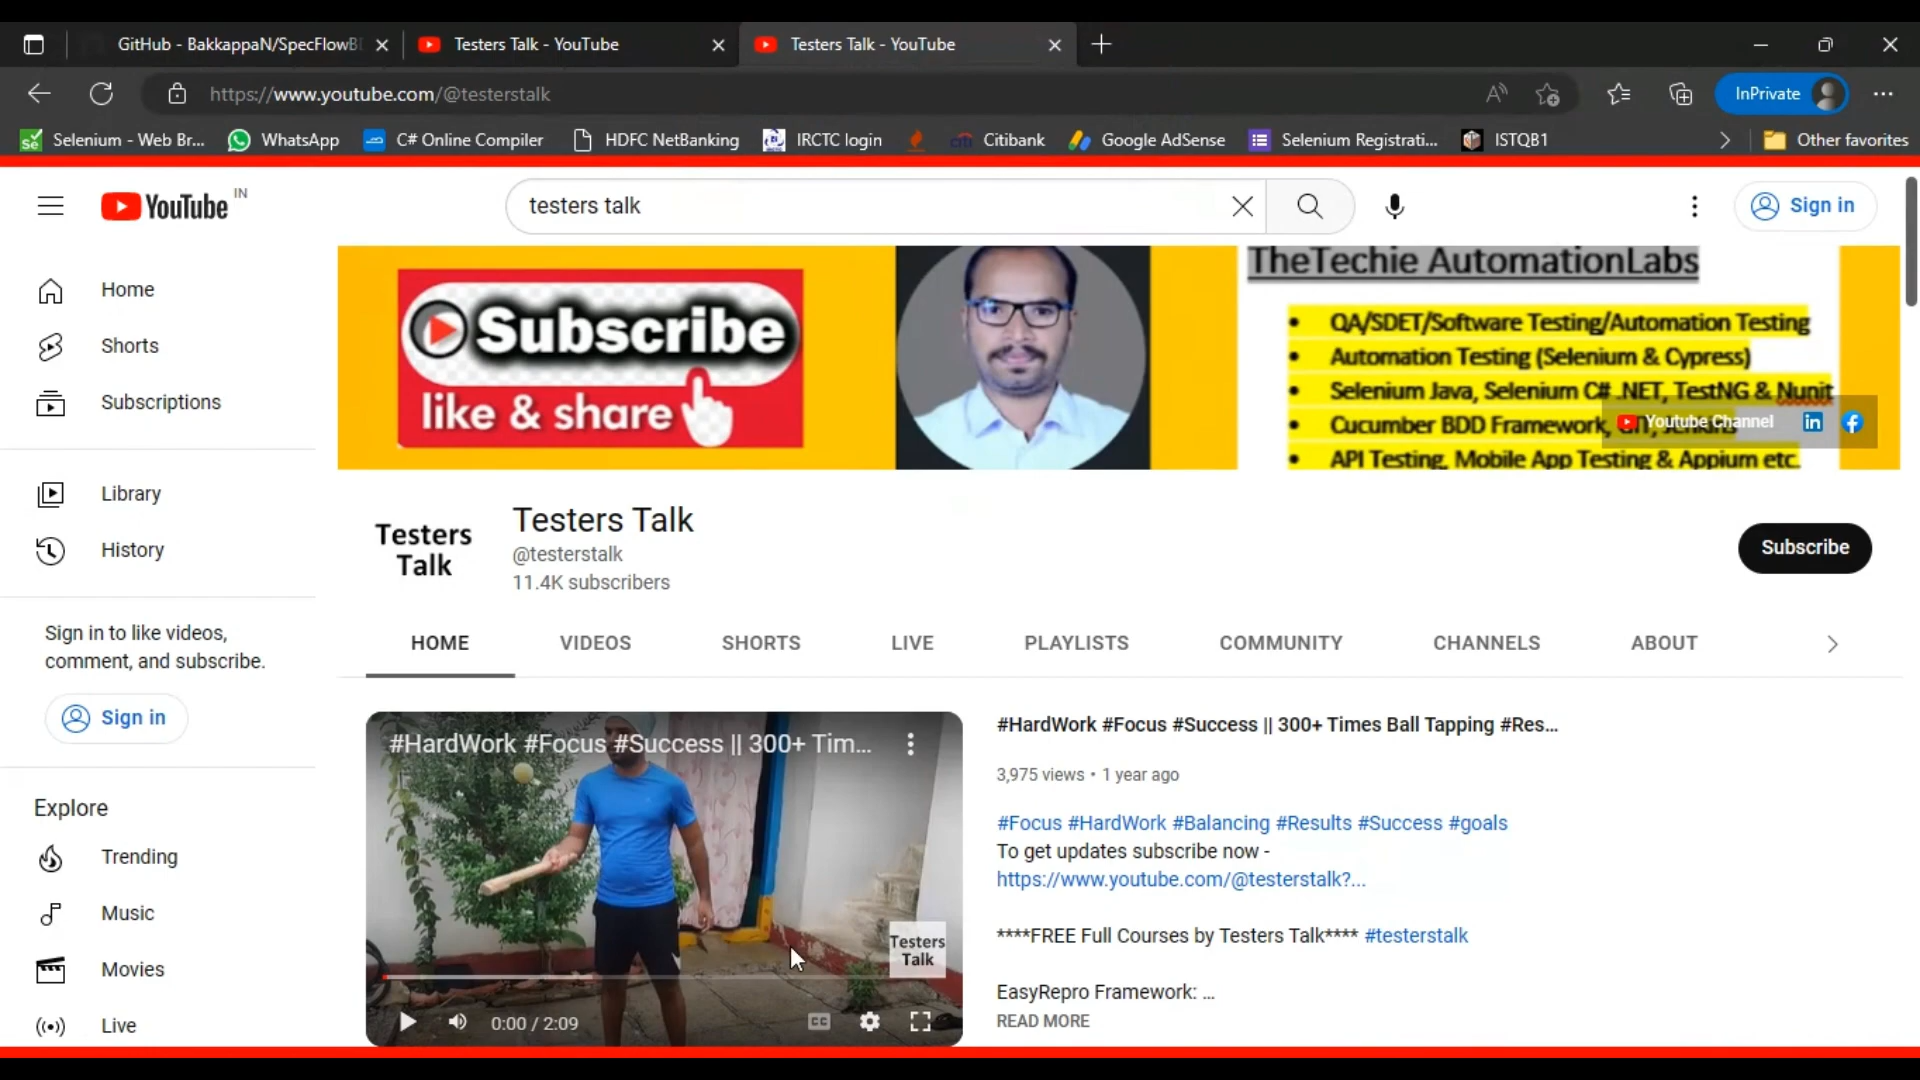 GitHub - BakkappaN/SpecFlowB
Testers Talk - YouTube
Testers Talk - YouTube
https://www.youtube.com/@testerstalk
InPrivate
Selenium - Web Br...
WhatsApp
C# Online Compiler
HDFC NetBanking
IRCTC login
Citibank
Google AdSense
Selenium Registrati...
ISTQB1
Other favorites
YouTube IN
testers talk
Sign in
Home
Shorts
Subscriptions
Library
History
Sign in to like videos,
comment, and subscribe.
Sign in
Explore
Trending
Music
Movies
Live
Subscribe
like & share
TheTechie AutomationLabs
• QA/SDET/Software Testing/Automation Testing
• Automation Testing (Selenium & Cypress)
• Selenium Java, Selenium C# .NET, TestNG & Nunit
• Cucumber BDD Framework, GIT, Jenkins
• API Testing, Mobile App Testing & Appium etc.
Youtube Channel
Testers
Talk
Testers Talk
@testerstalk
11.4K subscribers
Subscribe
HOME
VIDEOS
SHORTS
LIVE
PLAYLISTS
COMMUNITY
CHANNELS
ABOUT
#HardWork #Focus #Success || 300+ Tim...
Testers
Talk
0:00 / 2:09
CC
#HardWork #Focus #Success || 300+ Times Ball Tapping #Res...
3,975 views • 1 year ago
#Focus #HardWork #Balancing #Results #Success #goals
To get updates subscribe now -
https://www.youtube.com/@testerstalk?...
****FREE Full Courses by Testers Talk**** #testerstalk
EasyRepro Framework: ...
READ MORE